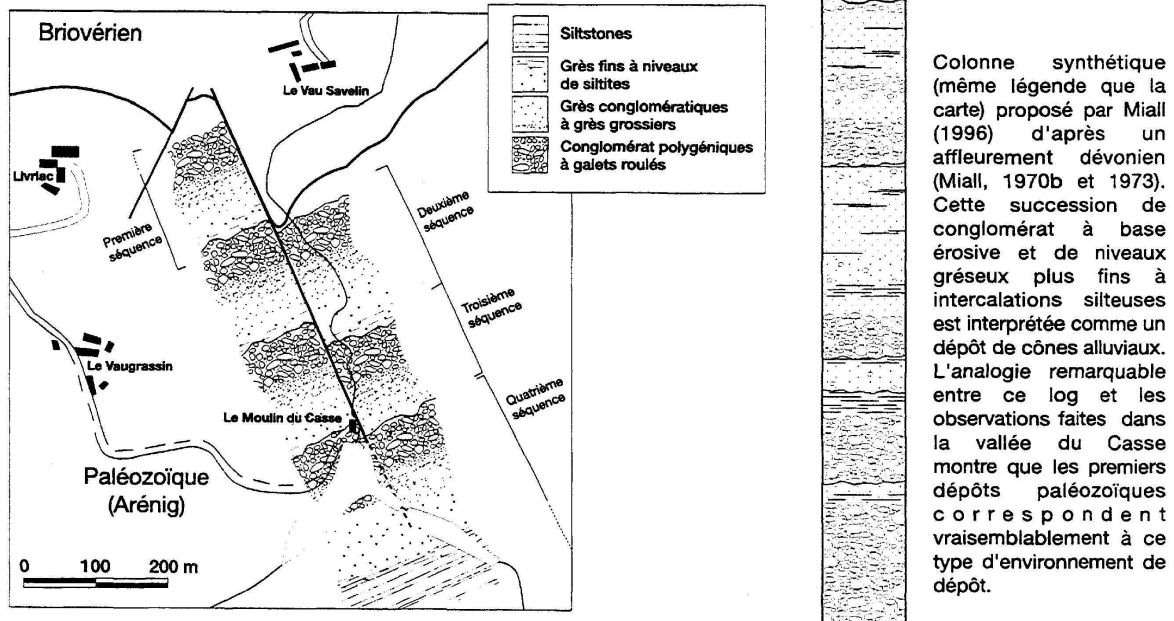 Briovérien
Le Vau Savelin
Livriac
Première
séquence
Deuxième
séquence
Troisième
séquence
Le Vaugrassin
Quatrième
séquence
Le Moulin du Casse
Paléozoïque
(Arénig)
0 100 200 m
Siltstones
Grès fins à niveaux
de siltites
Grès conglomératiques
à grès grossiers
Conglomérat polygéniques
à galets roulés
Colonne synthétique
(même légende que la
carte) proposé par Miall
(1996) d'après un
affleurement dévonien
(Miall, 1970b et 1973).
Cette succession de
conglomérat à base
érosive et de niveaux
gréseux plus fins à
intercalations silteuses
est interprétée comme un
dépôt de cônes alluviaux.
L'analogie remarquable
entre ce log et les
observations faites dans
la vallée du Casse
montre que les premiers
dépôts paléozoïques
correspondent
vraisemblablement à ce
type d'environnement de
dépôt.